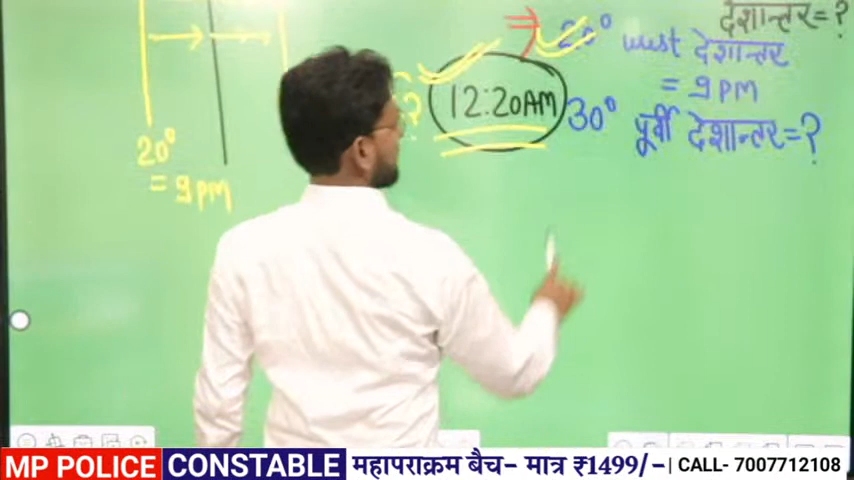 देशान्तर = ?
20° west देशान्तर
= 9 pm
12:20AM
30° पूर्वी देशान्तर = ?
?
20°
= 9 pm
MP POLICE CONSTABLE महापराक्रम बैच- मात्र ₹1499/-| CALL- 7007712108